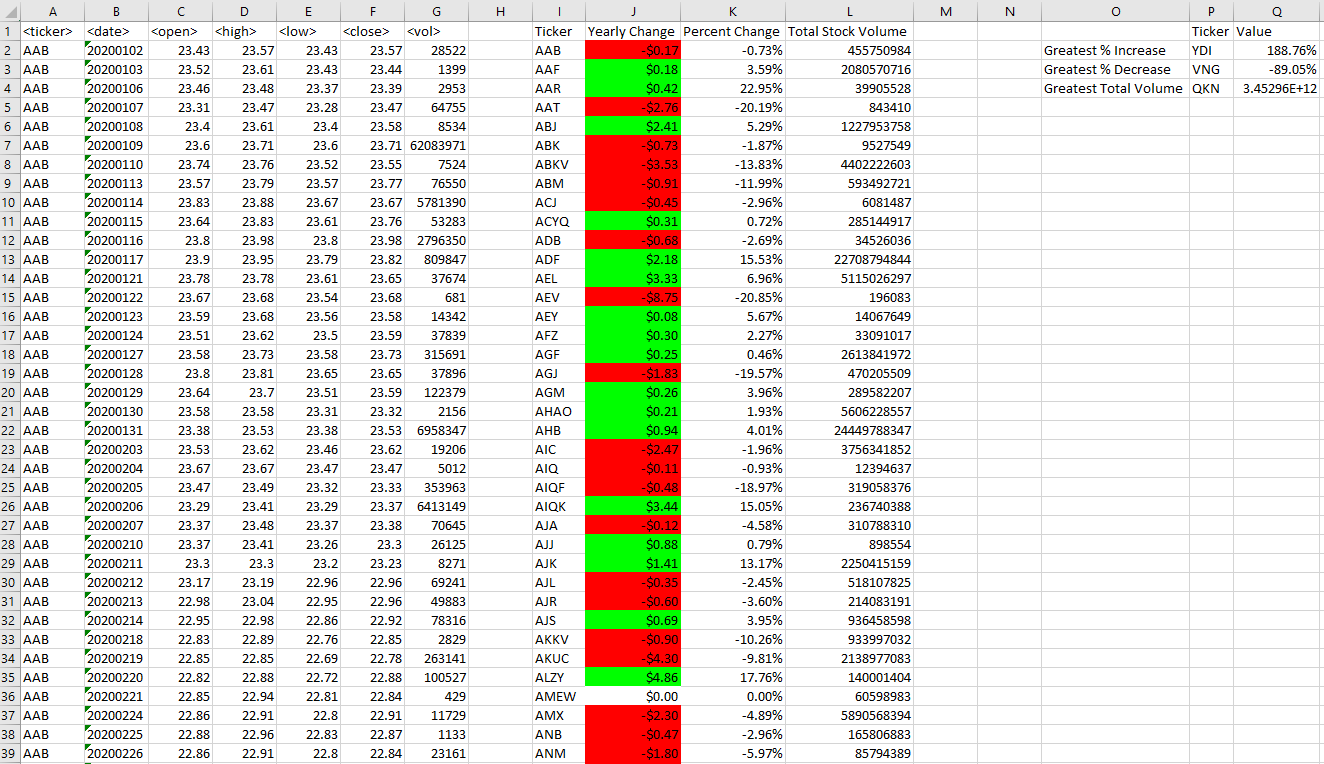 A B C D E F G H I J K L M N O P Q
1 <ticker> <date> <open> <high> <low> <close> <vol> Ticker Yearly Change Percent Change Total Stock Volume Ticker Value
2 AAB 20200102 23.43 23.57 23.43 23.57 28522 AAB -$0.17 -0.73% 455750984 Greatest % Increase YDI 188.76%
3 AAB 20200103 23.52 23.61 23.43 23.44 1399 AAF $0.18 3.59% 2080570716 Greatest % Decrease VNG -89.05%
4 AAB 20200106 23.46 23.48 23.37 23.39 2953 AAR $0.42 22.95% 39905528 Greatest Total Volume QKN 3.45296E+12
5 AAB 20200107 23.31 23.47 23.28 23.47 64755 AAT -$2.76 -20.19% 843410
6 AAB 20200108 23.4 23.61 23.4 23.58 8534 ABJ $2.41 5.29% 1227953758
7 AAB 20200109 23.6 23.71 23.6 23.71 62083971 ABK -$0.73 -1.87% 9527549
8 AAB 20200110 23.74 23.76 23.52 23.55 7524 ABKV -$3.53 -13.83% 4402222603
9 AAB 20200113 23.57 23.79 23.57 23.77 76550 ABM -$0.91 -11.99% 593492721
10 AAB 20200114 23.83 23.88 23.67 23.67 5781390 ACJ -$0.45 -2.96% 6081487
11 AAB 20200115 23.64 23.83 23.61 23.76 53283 ACYQ $0.31 0.72% 285144917
12 AAB 20200116 23.8 23.98 23.8 23.98 2796350 ADB -$0.68 -2.69% 34526036
13 AAB 20200117 23.9 23.95 23.79 23.82 809847 ADF $2.18 15.53% 22708794844
14 AAB 20200121 23.78 23.78 23.61 23.65 37674 AEL $3.33 6.96% 5115026297
15 AAB 20200122 23.67 23.68 23.54 23.68 681 AEV -$8.75 -20.85% 196083
16 AAB 20200123 23.59 23.68 23.56 23.58 14342 AEY $0.08 5.67% 14067649
17 AAB 20200124 23.51 23.62 23.5 23.59 37839 AFZ $0.30 2.27% 33091017
18 AAB 20200127 23.58 23.73 23.58 23.73 315691 AGF $0.25 0.46% 2613841972
19 AAB 20200128 23.8 23.81 23.65 23.65 37896 AGJ -$1.83 -19.57% 470205509
20 AAB 20200129 23.64 23.7 23.51 23.59 122379 AGM $0.26 3.96% 289582207
21 AAB 20200130 23.58 23.58 23.31 23.32 2156 AHAO $0.21 1.93% 5606228557
22 AAB 20200131 23.38 23.53 23.38 23.53 6958347 AHB $0.94 4.01% 24449788347
23 AAB 20200203 23.53 23.62 23.46 23.62 19206 AIC -$2.47 -1.96% 3756341852
24 AAB 20200204 23.67 23.67 23.47 23.47 5012 AIQ -$0.11 -0.93% 12394637
25 AAB 20200205 23.47 23.49 23.32 23.33 353963 AIQF -$0.48 -18.97% 319058376
26 AAB 20200206 23.29 23.41 23.29 23.37 6413149 AIQK $3.44 15.05% 236740388
27 AAB 20200207 23.37 23.48 23.37 23.38 70645 AJA -$0.12 -4.58% 310788310
28 AAB 20200210 23.37 23.41 23.26 23.3 26125 AJJ $0.88 0.79% 898554
29 AAB 20200211 23.3 23.3 23.2 23.23 8271 AJK $1.41 13.17% 2250415159
30 AAB 20200212 23.17 23.19 22.96 22.96 69241 AJL -$0.35 -2.45% 518107825
31 AAB 20200213 22.98 23.04 22.95 22.96 49883 AJR -$0.60 -3.60% 214083191
32 AAB 20200214 22.95 22.98 22.86 22.92 78316 AJS $0.69 3.95% 936458598
33 AAB 20200218 22.83 22.89 22.76 22.85 2829 AKKV -$0.90 -10.26% 933997032
34 AAB 20200219 22.85 22.85 22.69 22.78 263141 AKUC -$4.30 -9.81% 2138977083
35 AAB 20200220 22.82 22.88 22.72 22.88 100527 ALZY $4.86 17.76% 140001404
36 AAB 20200221 22.85 22.94 22.81 22.84 429 AMEW $0.00 0.00% 60598983
37 AAB 20200224 22.86 22.91 22.8 22.91 11729 AMX -$2.30 -4.89% 5890568394
38 AAB 20200225 22.88 22.96 22.83 22.87 1133 ANB -$0.47 -2.96% 165806883
39 AAB 20200226 22.86 22.91 22.8 22.84 23161 ANM -$1.80 -5.97% 85794389